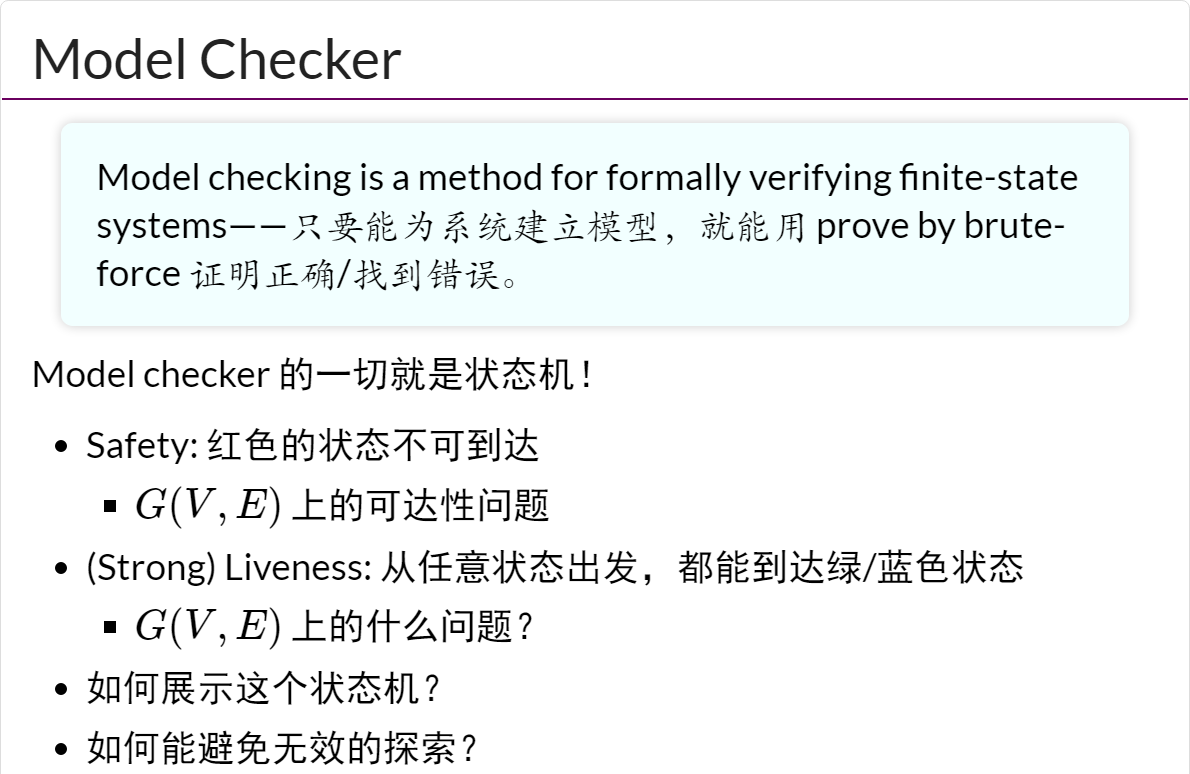 Model Checker
Model checking is a method for formally verifying finite-state
systems——只要能为系统建立模型，就能用 prove by brute-
force 证明正确/找到错误。
Model checker 的一切就是状态机！
• Safety: 红色的状态不可到达
▪ G(V, E) 上的可达性问题
• (Strong) Liveness: 从任意状态出发，都能到达绿/蓝色状态
▪ G(V, E) 上的什么问题？
• 如何展示这个状态机？
• 如何能避免无效的探索？